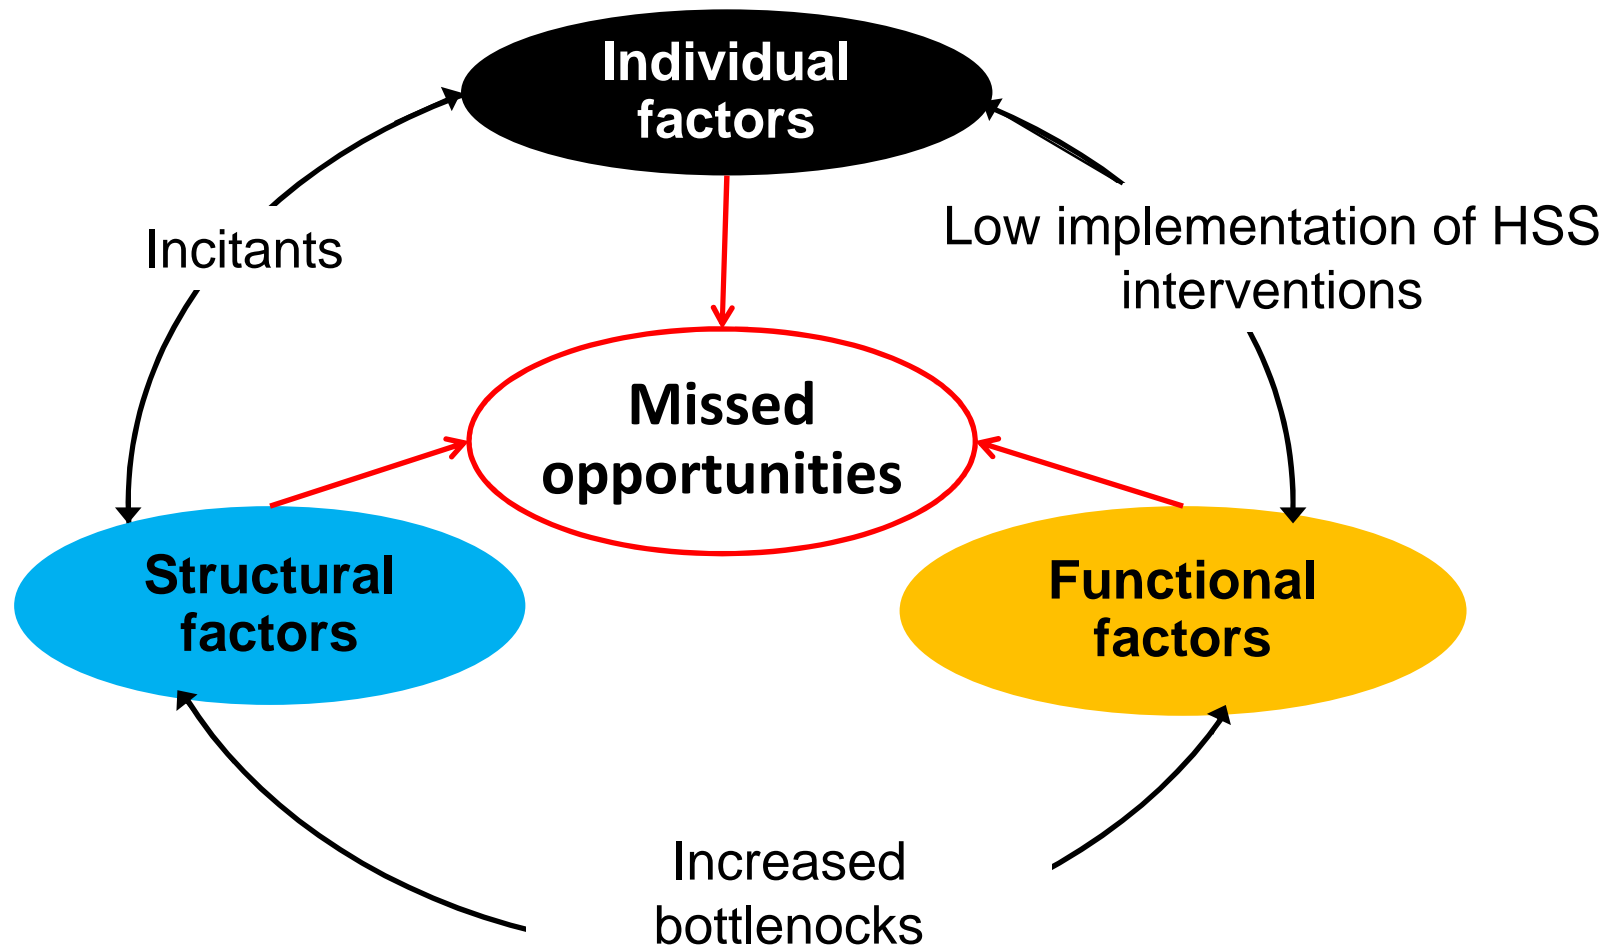 Individual
factors
Incitants
Low implementation of HSS
interventions
Missed
opportunities
Structural
factors
Functional
factors
Increased
bottlenocks